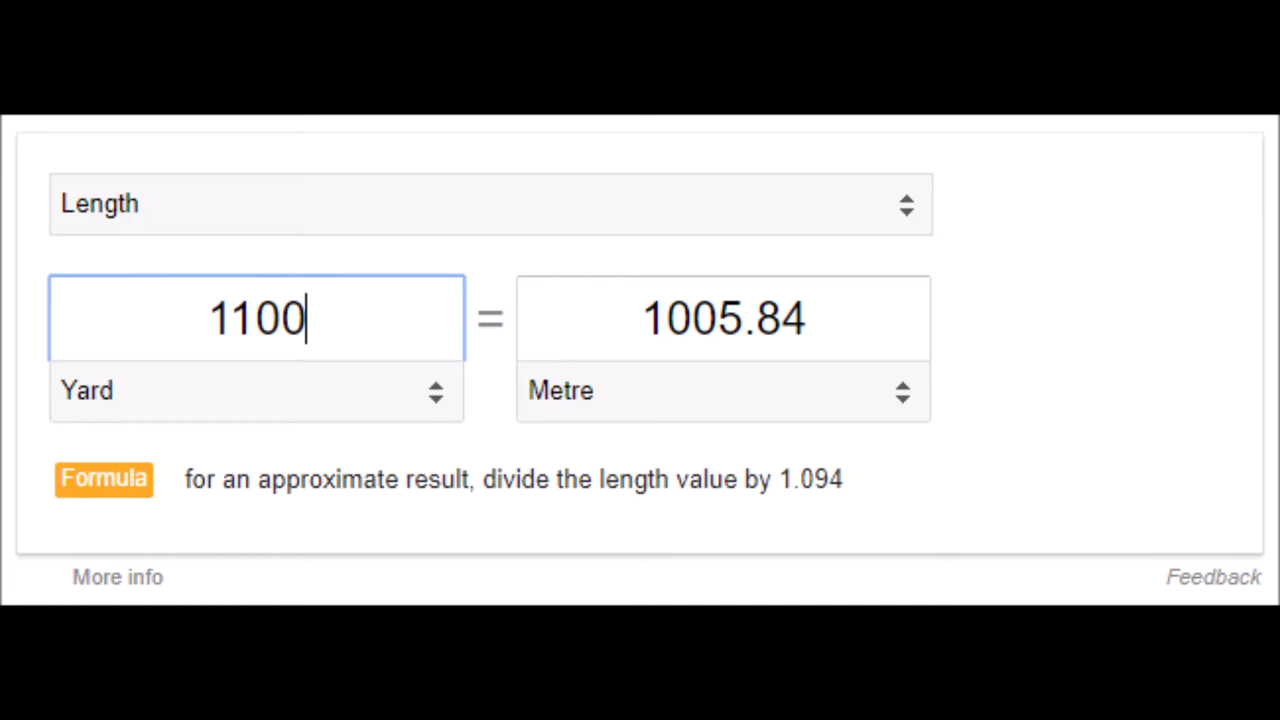 Length
1100 = 1005.84
Yard Metre
Formula for an approximate result, divide the length value by 1.094
More info Feedback